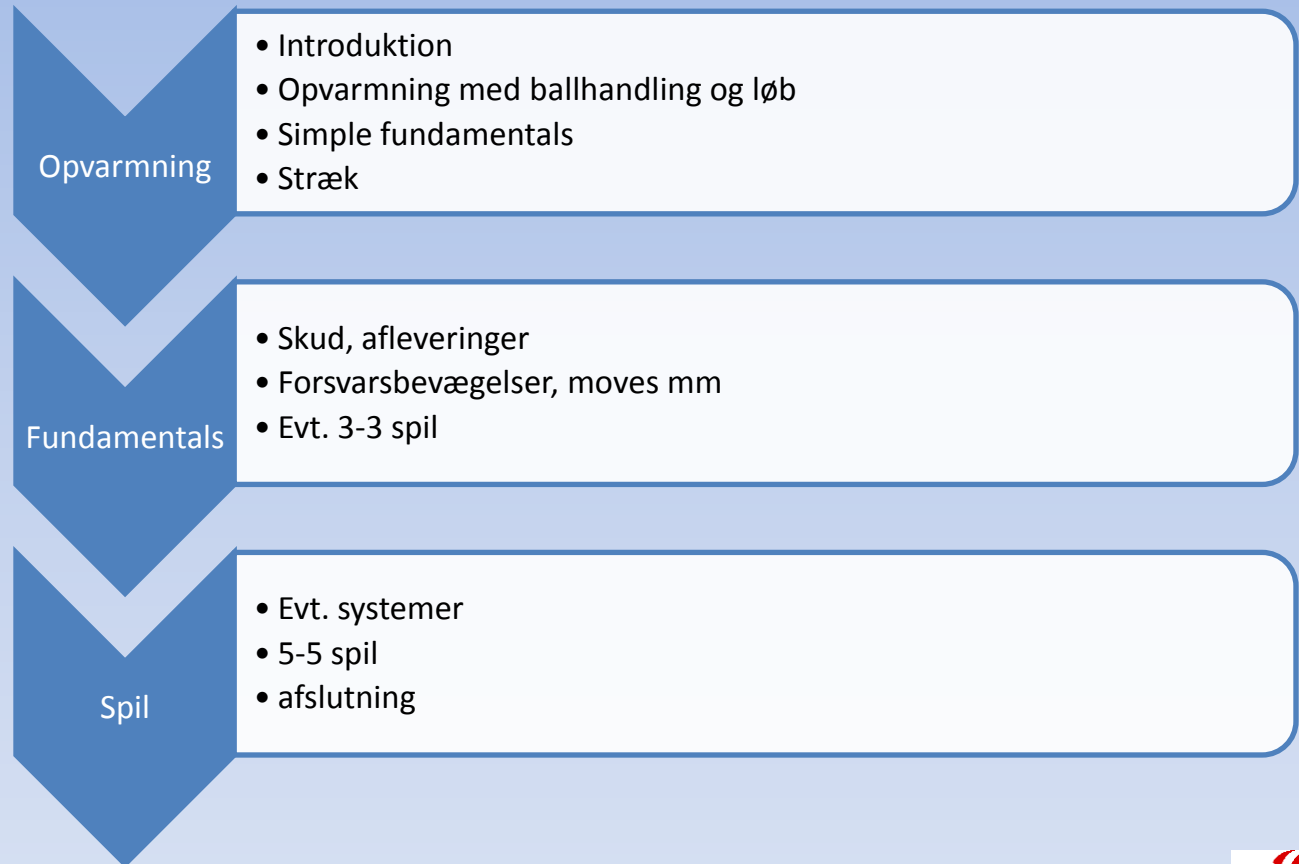 Opvarmning
• Introduktion
• Opvarmning med ballhandling og løb
• Simple fundamentals
• Stræk
Fundamentals
• Skud, afleveringer
• Forsvarsbevægelser, moves mm
• Evt. 3-3 spil
Spil
• Evt. systemer
• 5-5 spil
• afslutning